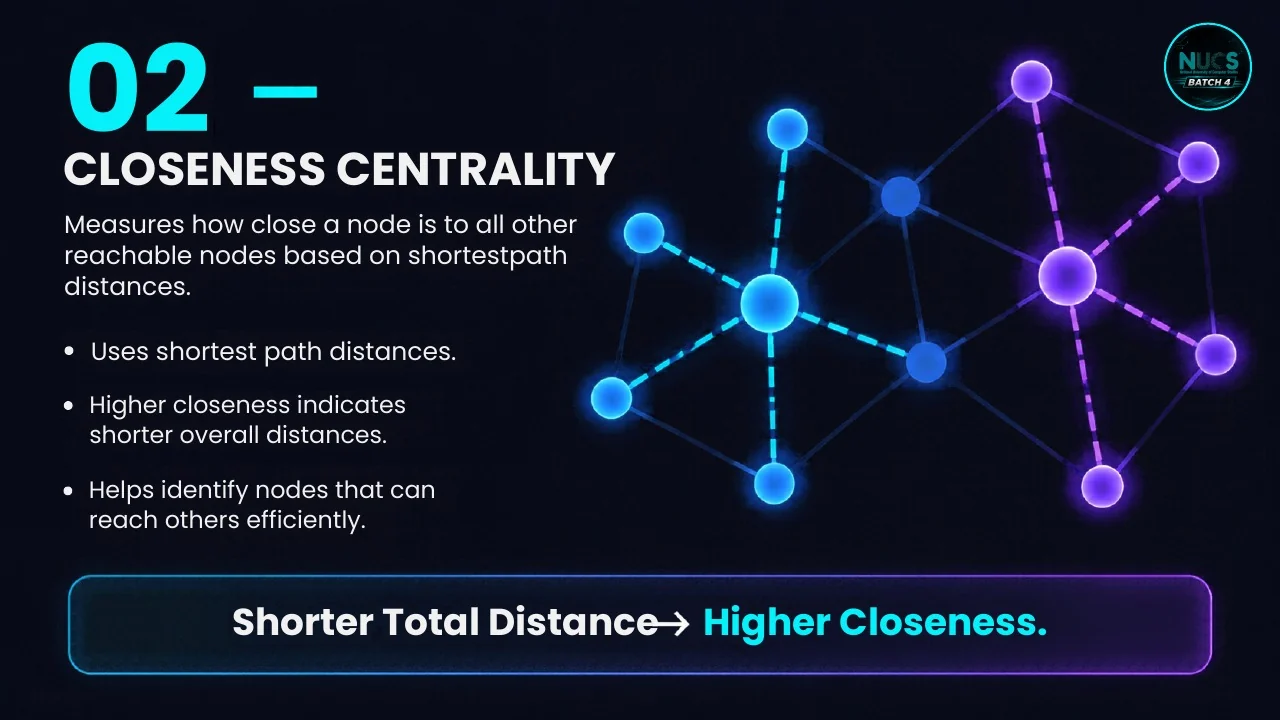 02 –
CLOSENESS CENTRALITY
Measures how close a node is to all other
reachable nodes based on shortestpath
distances.
• Uses shortest path distances.
• Higher closeness indicates
shorter overall distances.
• Helps identify nodes that can
reach others efficiently.
Shorter Total Distance→ Higher Closeness.
NUCS
BATCH 4